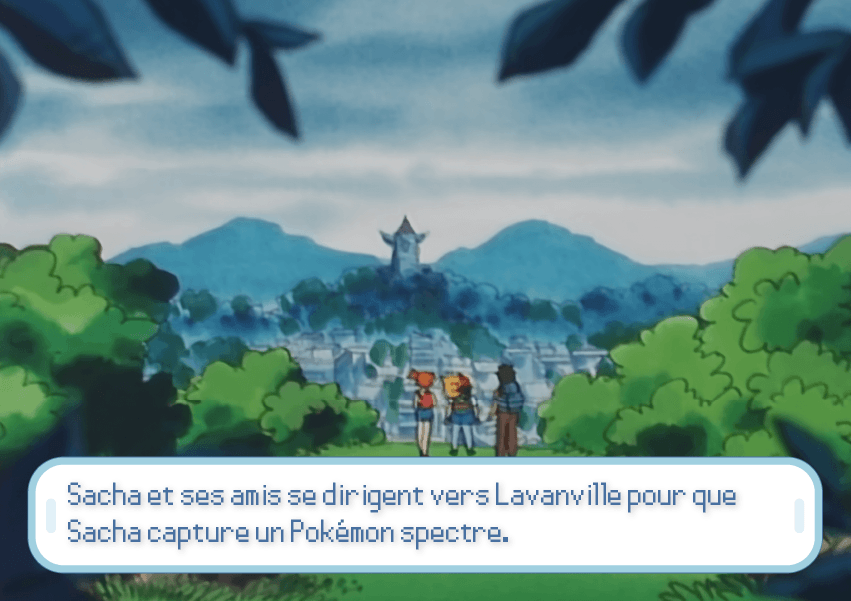 Sacha et ses amis se dirigent vers Lavanville pour que
Sacha capture un Pokémon spectre.